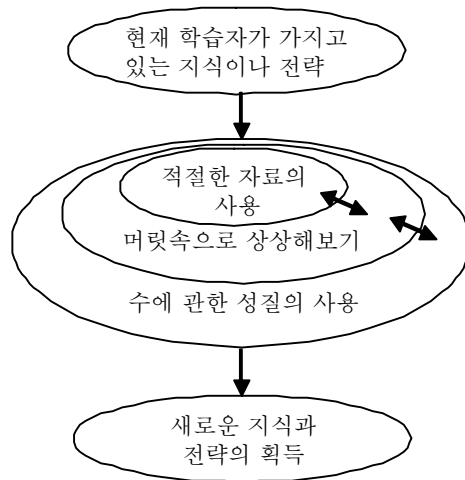 현재 학습자가 가지고
있는 지식이나 전략
적절한 자료의
사용
머릿속으로 상상해보기
수에 관한 성질의 사용
새로운 지식과
전략의 획득